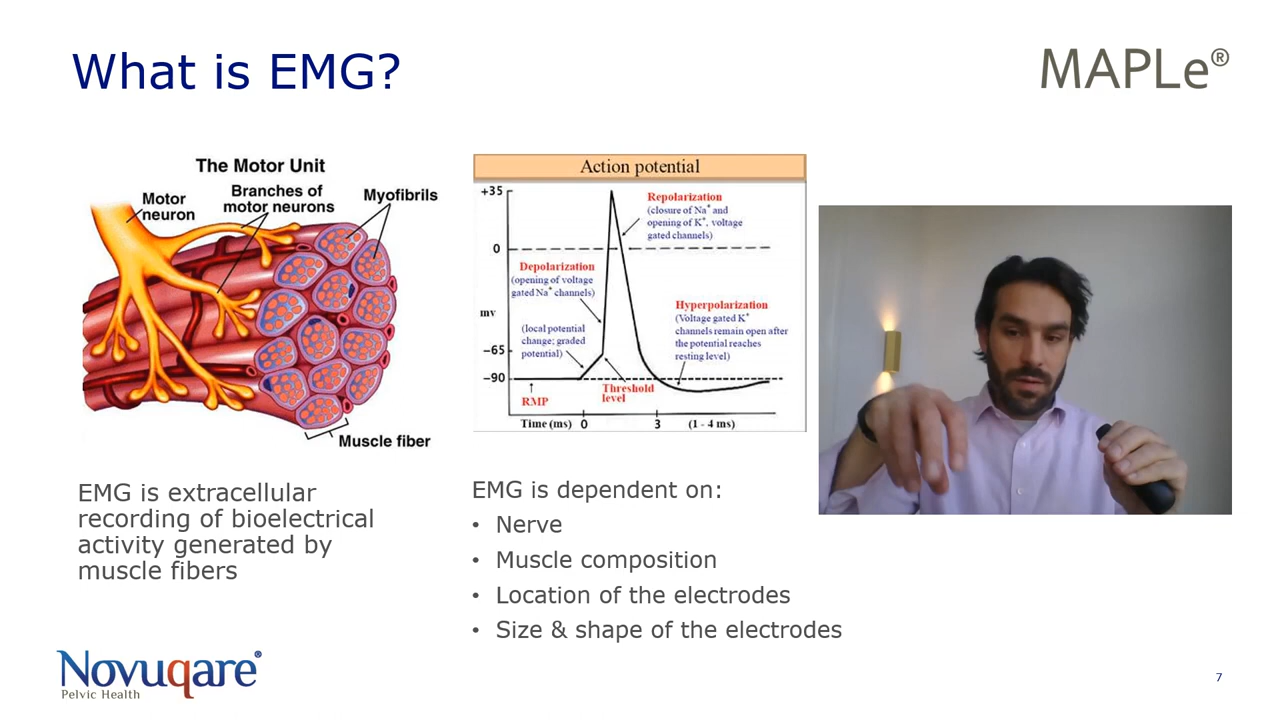 What is EMG?
MAPLe®
The Motor Unit
Motor
neuron
Branches of
motor neurons
Myofibrils
Muscle fiber
Action potential
+35
0
mv
−65
−90
Repolarization
(closure of Na+ and
opening of K+, voltage
gated channels)
Depolarization
(opening of voltage
gated Na+ channels)
(local potential
change; graded
potential)
Hyperpolarization
(Voltage gated K+
channels remain open after
the potential reaches
resting level)
Threshold
level
RMP
Time (ms) 0 3 (1 - 4 ms)
EMG is extracellular
recording of bioelectrical
activity generated by
muscle fibers
EMG is dependent on:
• Nerve
• Muscle composition
• Location of the electrodes
• Size & shape of the electrodes
Novuqare®
Pelvic Health
7